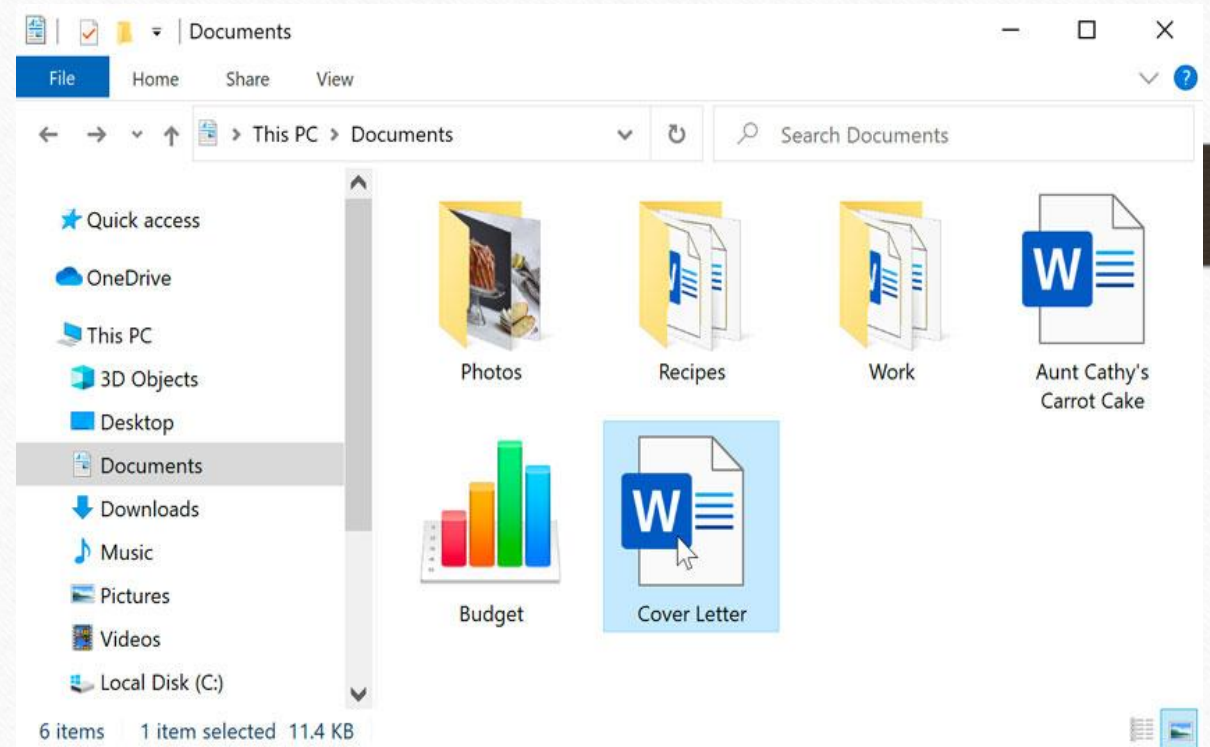 Documents
File Home Share View
This PC > Documents
Search Documents
Quick access
OneDrive
This PC
3D Objects
Desktop
Documents
Downloads
Music
Pictures
Videos
Local Disk (C:)
Photos
Recipes
Work
Aunt Cathy's
Carrot Cake
W
Budget
W
Cover Letter
6 items 1 item selected 11.4 KB